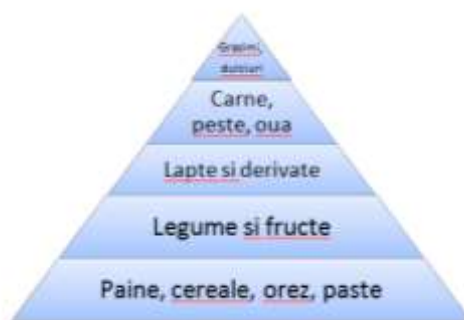 Grasimi,
dulciuri
Carne,
peste, oua
Lapte si derivate
Legume si fructe
Paine, cereale, orez, paste